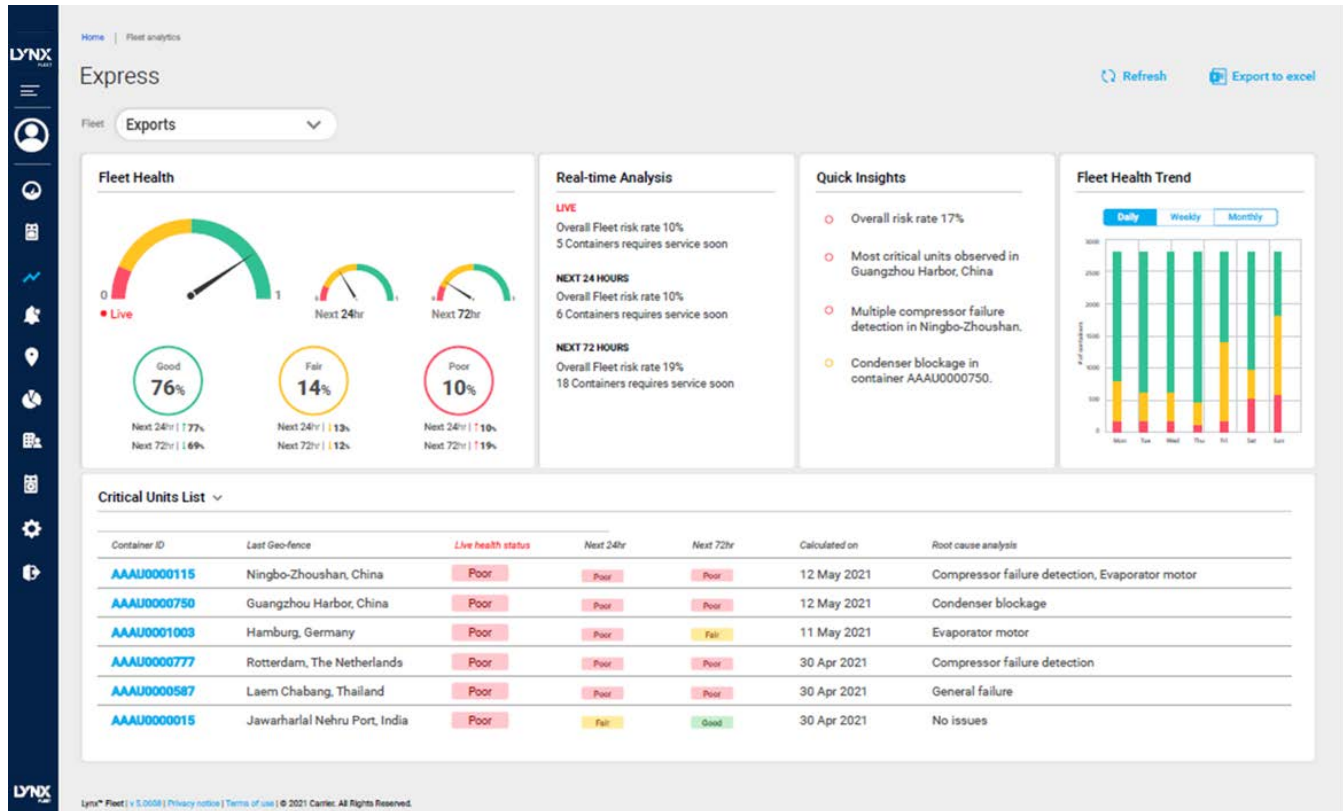 LYNX
FLEET
Home | Fleet analytics
Express
Refresh
Export to excel
Fleet
Exports
Fleet Health
0
1
Live
Next 24hr
Next 72hr
Good
76%
Next 24hr | ↑ 77%
Next 72hr | ↓ 69%
Fair
14%
Next 24hr | ↓ 13%
Next 72hr | ↓ 12%
Poor
10%
Next 24hr | ↑ 10%
Next 72hr | ↑ 19%
Real-time Analysis
LIVE
Overall Fleet risk rate 10%
5 Containers requires service soon
NEXT 24 HOURS
Overall Fleet risk rate 10%
6 Containers requires service soon
NEXT 72 HOURS
Overall Fleet risk rate 19%
18 Containers requires service soon
Quick Insights
Overall risk rate 17%
Most critical units observed in
Guangzhou Harbor, China
Multiple compressor failure
detection in Ningbo-Zhoushan.
Condenser blockage in
container AAAU0000750.
Fleet Health Trend
Daily Weekly Monthly
# of containers
3000
2500
2000
1500
1000
500
0
Mon Tue Wed Thu Fri Sat Sun
Critical Units List
Container ID Last Geo-fence Live health status Next 24hr Next 72hr Calculated on Root cause analysis
AAAU0000115 Ningbo-Zhoushan, China Poor Poor Poor 12 May 2021 Compressor failure detection, Evaporator motor
AAAU0000750 Guangzhou Harbor, China Poor Poor Poor 12 May 2021 Condenser blockage
AAAU0001003 Hamburg, Germany Poor Poor Fair 11 May 2021 Evaporator motor
AAAU0000777 Rotterdam, The Netherlands Poor Poor Poor 30 Apr 2021 Compressor failure detection
AAAU0000587 Laem Chabang, Thailand Poor Poor Poor 30 Apr 2021 General failure
AAAU0000015 Jawarharlal Nehru Port, India Poor Fair Good 30 Apr 2021 No issues
LYNX
FLEET
Lynx™ Fleet | Privacy notice | Terms of use | © 2021 Carrier. All Rights Reserved.